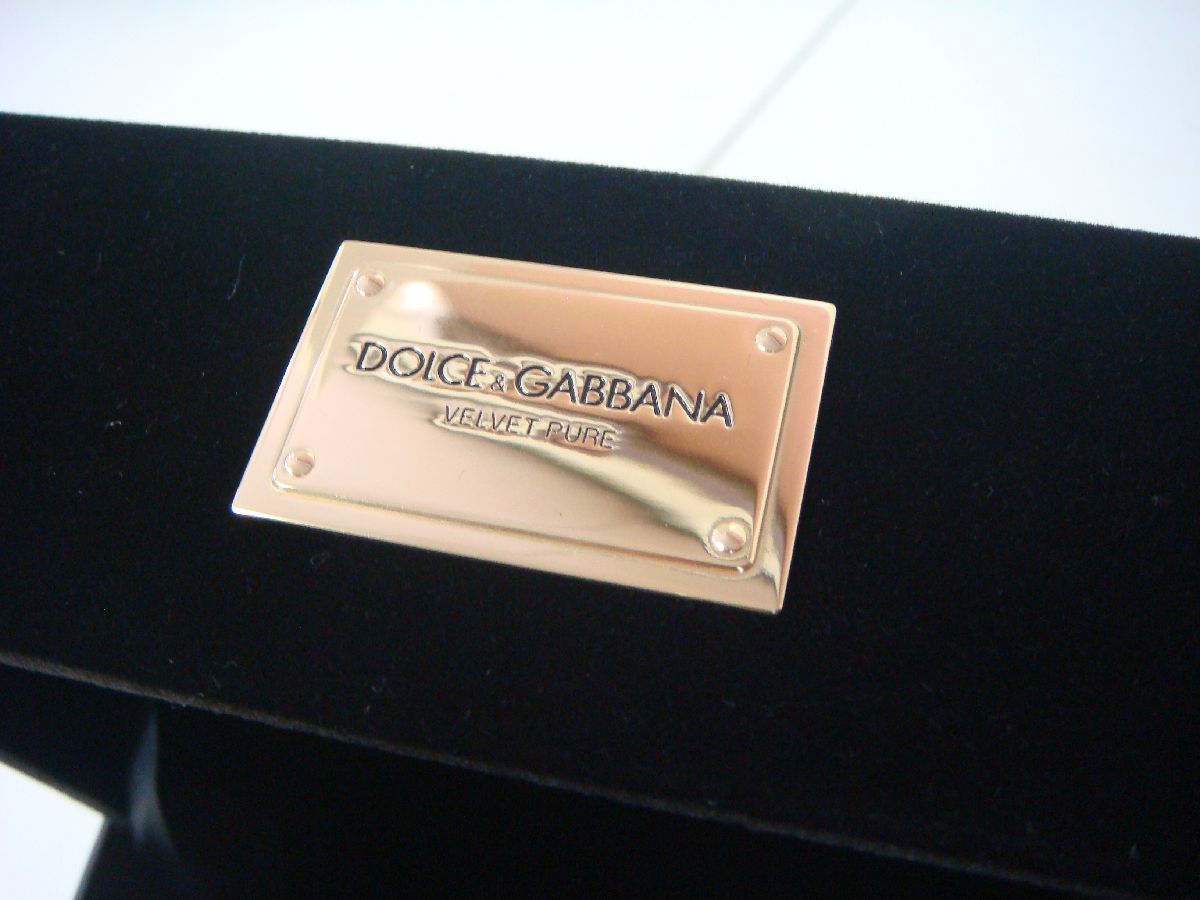 DOLCE & GABBANA
VELVET PURE